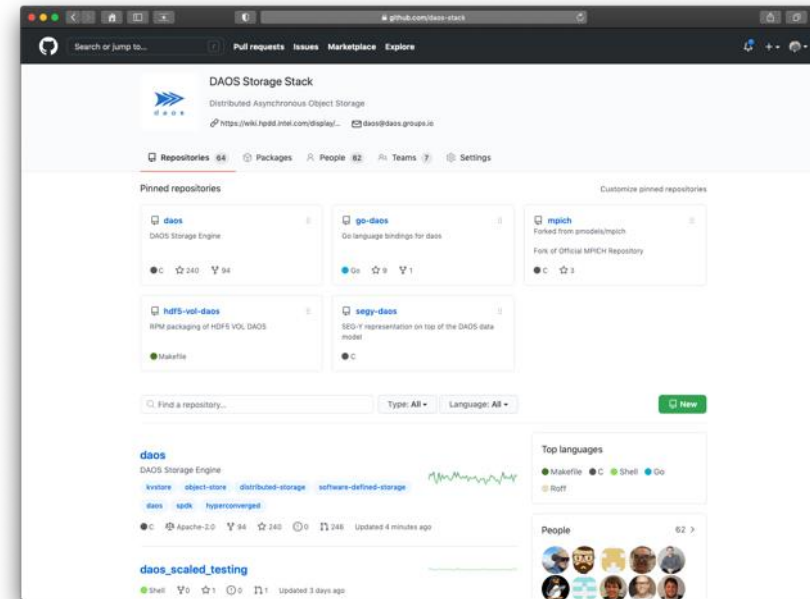 github.com/daos-stack
Search or jump to...
/
Pull requests Issues Marketplace Explore
daos
DAOS Storage Stack
Distributed Asynchronous Object Storage
https://wiki.hpdd.intel.com/display/... daos@daos.groups.io
Repositories 64 Packages People 62 Teams 7 Settings
Pinned repositories
Customize pinned repositories
daos
DAOS Storage Engine
C 240 94
go-daos
Go language bindings for daos
Go 9 1
mpich
Forked from pmodels/mpich
Fork of Official MPICH Repository
C 3
hdf5-vol-daos
RPM packaging of HDF5 VOL DAOS
Makefile
segy-daos
SEG-Y representation on top of the DAOS data
model
C
Find a repository...
Type: All
Language: All
New
daos
DAOS Storage Engine
kvstore object-store distributed-storage software-defined-storage
daos spdk hyperconverged
C Apache-2.0 94 240 0 246 Updated 4 minutes ago
daos_scaled_testing
Shell 0 1 0 1 Updated 3 days ago
Top languages
Makefile C Shell Go
Roff
People 62 >